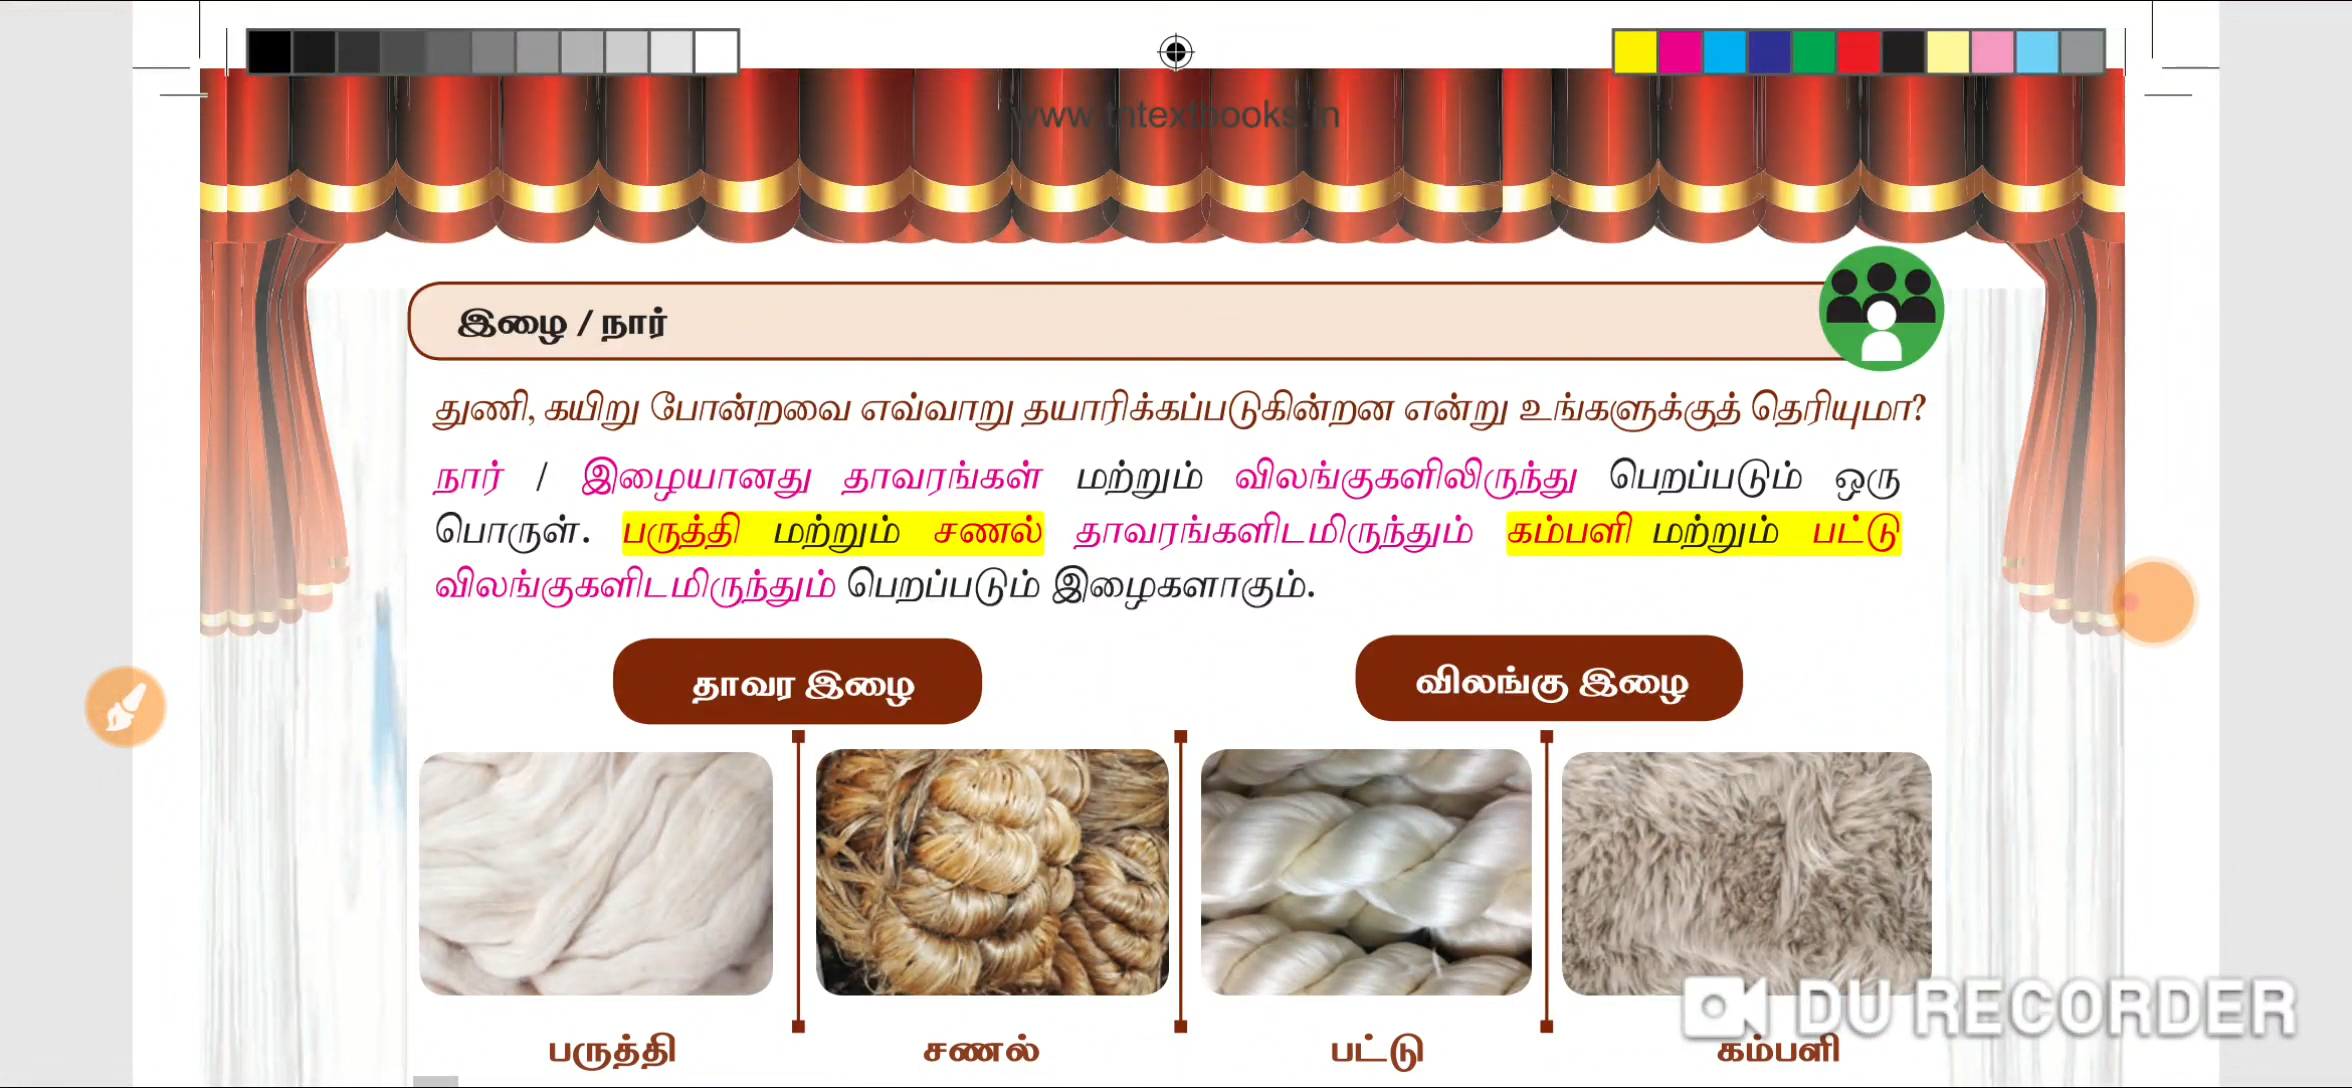 www.tntextbooks.in
இழை / நார்
துணி, கயிறு போன்றவை எவ்வாறு தயாரிக்கப்படுகின்றன என்று உங்களுக்குத் தெரியுமா?
நார் / இழையானது தாவரங்கள் மற்றும் விலங்குகளிலிருந்து பெறப்படும் ஒரு
பொருள். பருத்தி மற்றும் சணல் தாவரங்களிடமிருந்தும் கம்பளி மற்றும் பட்டு
விலங்குகளிடமிருந்தும் பெறப்படும் இழைகளாகும்.
தாவர இழை விலங்கு இழை
பருத்தி சணல் பட்டு கம்பளி
DU RECORDER